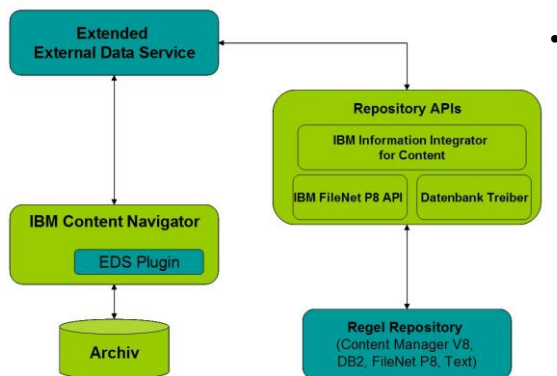 Extended
External Data Service
Repository APIs
IBM Information Integrator
for Content
IBM FileNet P8 API
Datenbank Treiber
IBM Content Navigator
EDS Plugin
Archiv
Regel Repository
(Content Manager V8,
DB2, FileNet P8, Text)